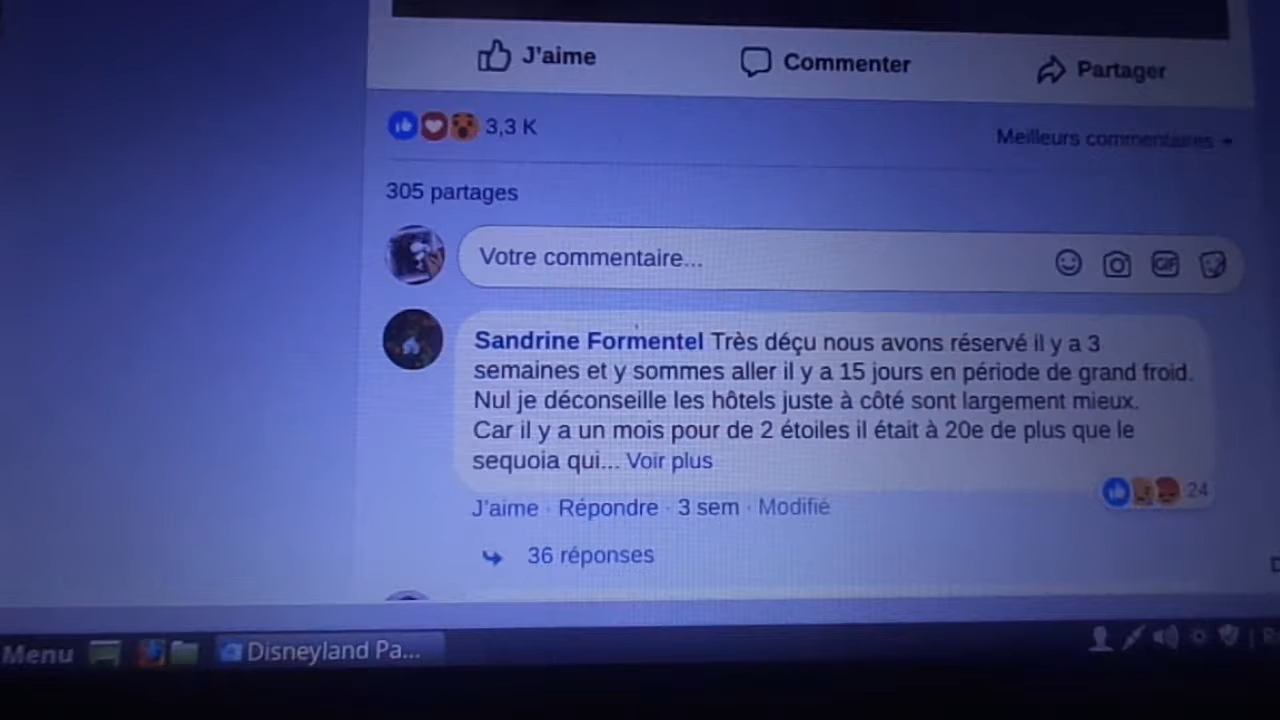 J'aime
Commenter
Partager
3,3 K
Meilleurs commentaires
305 partages
Votre commentaire...
GIF
Sandrine Formentel Très déçu nous avons réservé il y a 3
semaines et y sommes aller il y a 15 jours en période de grand froid.
Nul je déconseille les hôtels juste à côté sont largement mieux.
Car il y a un mois pour de 2 étoiles il était à 20e de plus que le
sequoia qui... Voir plus
24
J'aime · Répondre · 3 sem · Modifié
36 réponses
Menu
Disneyland Pa...